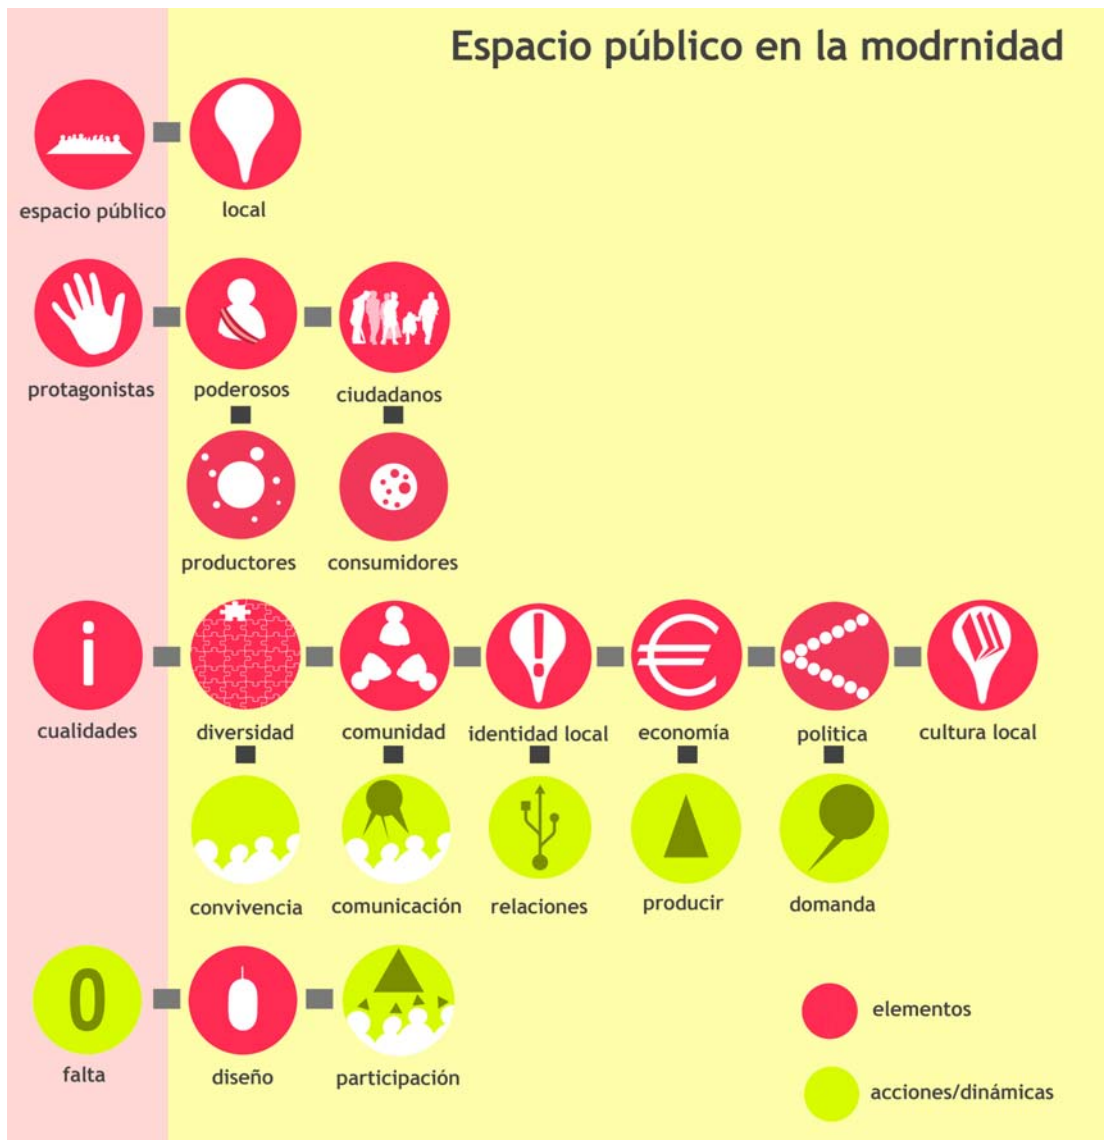 Espacio público en la modrnidad
espacio público
local
protagonistas
poderosos
ciudadanos
productores
consumidores
i
cualidades
diversidad
comunidad
!
identidad local
€
economía
politica
cultura local
convivencia
comunicación
relaciones
producir
domanda
0
falta
diseño
participación
elementos
acciones/dinámicas